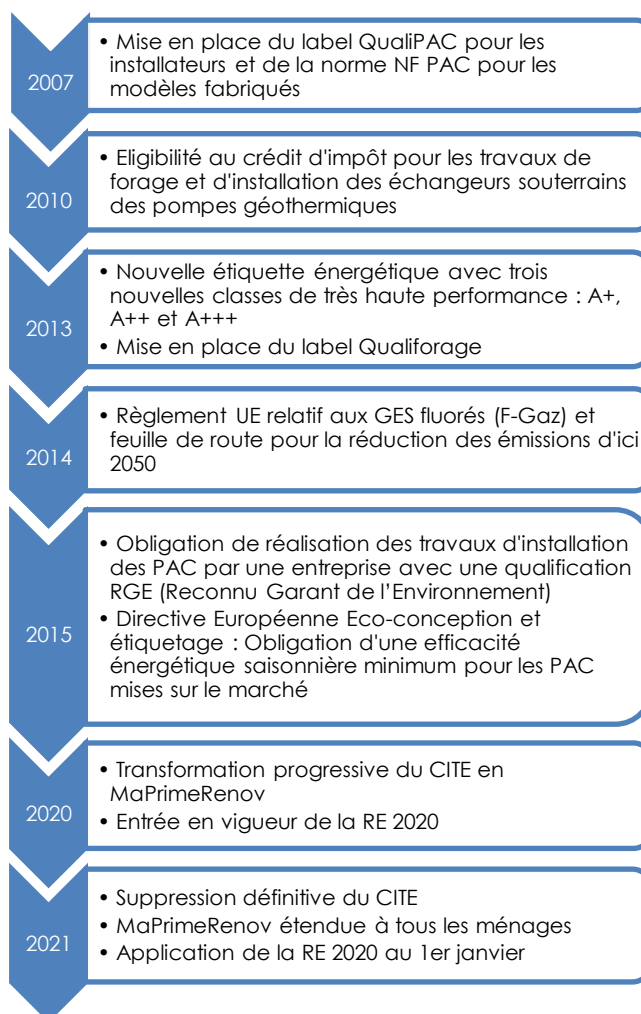 2007
• Mise en place du label QualiPAC pour les
installateurs et de la norme NF PAC pour les
modèles fabriqués
2010
• Eligibilité au crédit d'impôt pour les travaux de
forage et d'installation des échangeurs souterrains
des pompes géothermiques
2013
• Nouvelle étiquette énergétique avec trois
nouvelles classes de très haute performance : A+,
A++ et A+++
• Mise en place du label Qualiforage
2014
• Règlement UE relatif aux GES fluorés (F-Gaz) et
feuille de route pour la réduction des émissions d'ici
2050
2015
• Obligation de réalisation des travaux d'installation
des PAC par une entreprise avec une qualification
RGE (Reconnu Garant de l’Environnement)
• Directive Européenne Eco-conception et
étiquetage : Obligation d'une efficacité
énergétique saisonnière minimum pour les PAC
mises sur le marché
2020
• Transformation progressive du CITE en
MaPrimeRenov
• Entrée en vigueur de la RE 2020
2021
• Suppression définitive du CITE
• MaPrimeRenov étendue à tous les ménages
• Application de la RE 2020 au 1er janvier